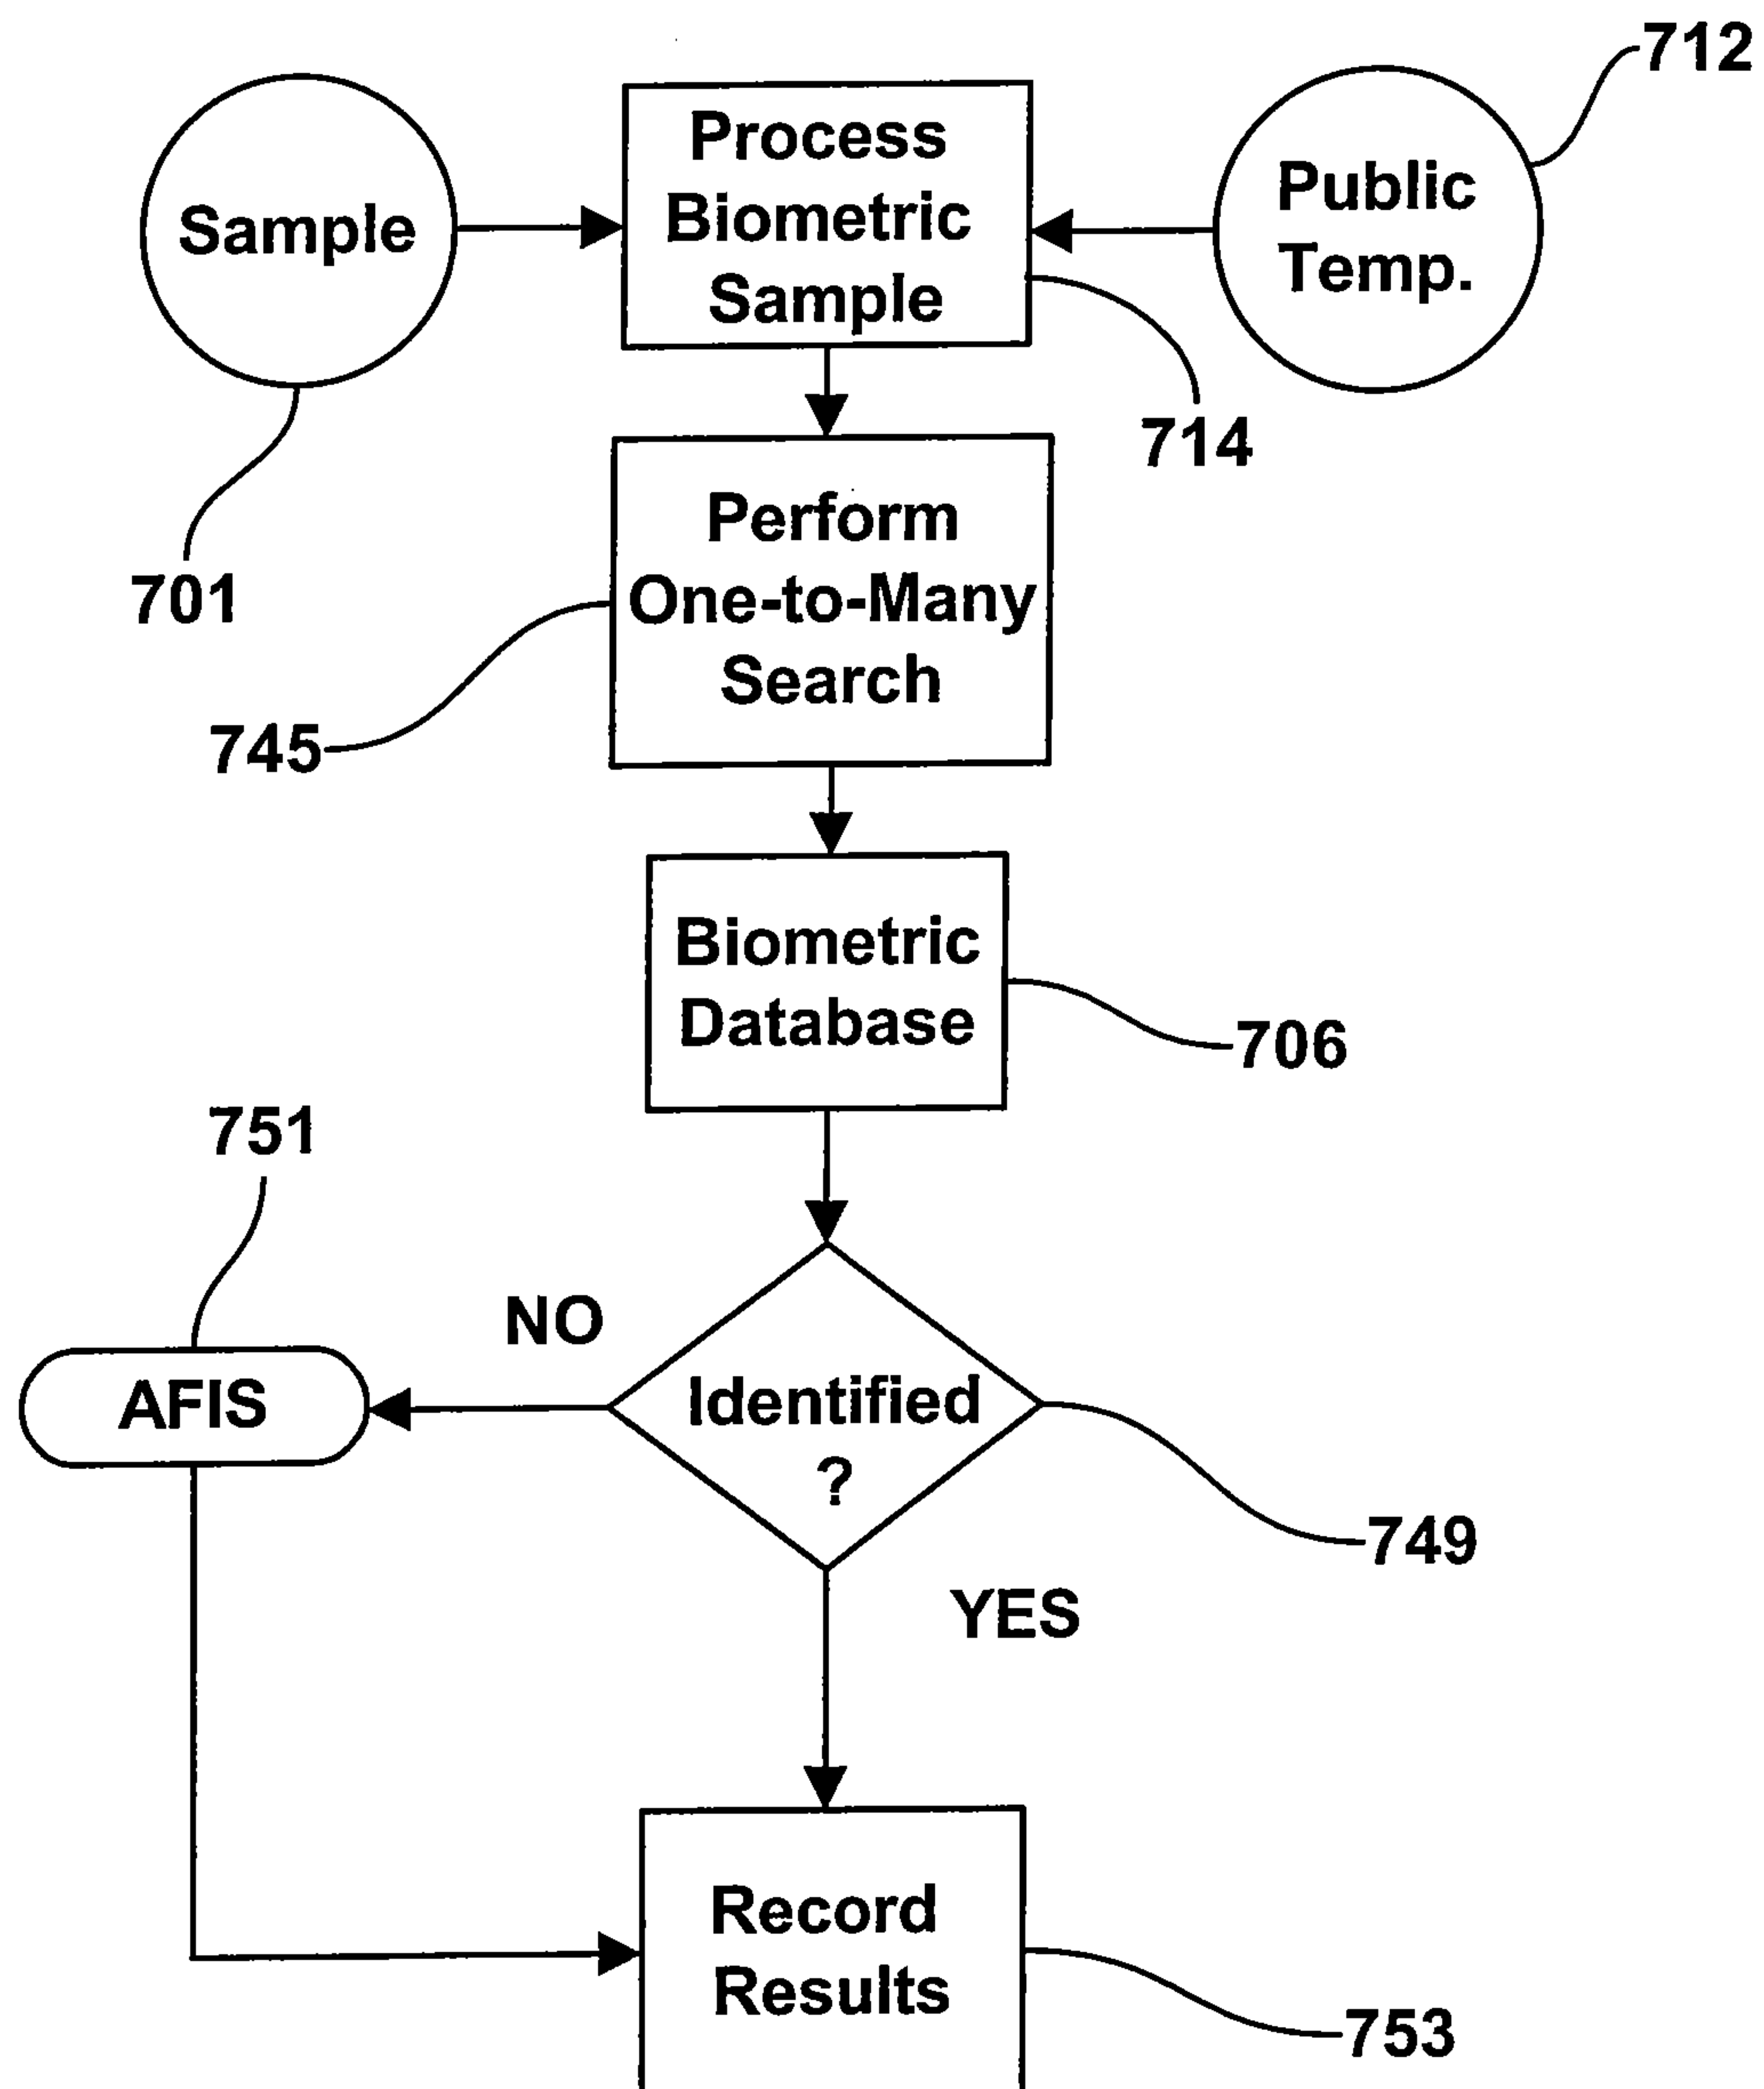 712
Sample
Process
Biometric
Sample
Public
Temp.
714
701
Perform
One-to-Many
Search
745
Biometric
Database
706
751
NO
AFIS
Identified
?
749
YES
Record
Results
753